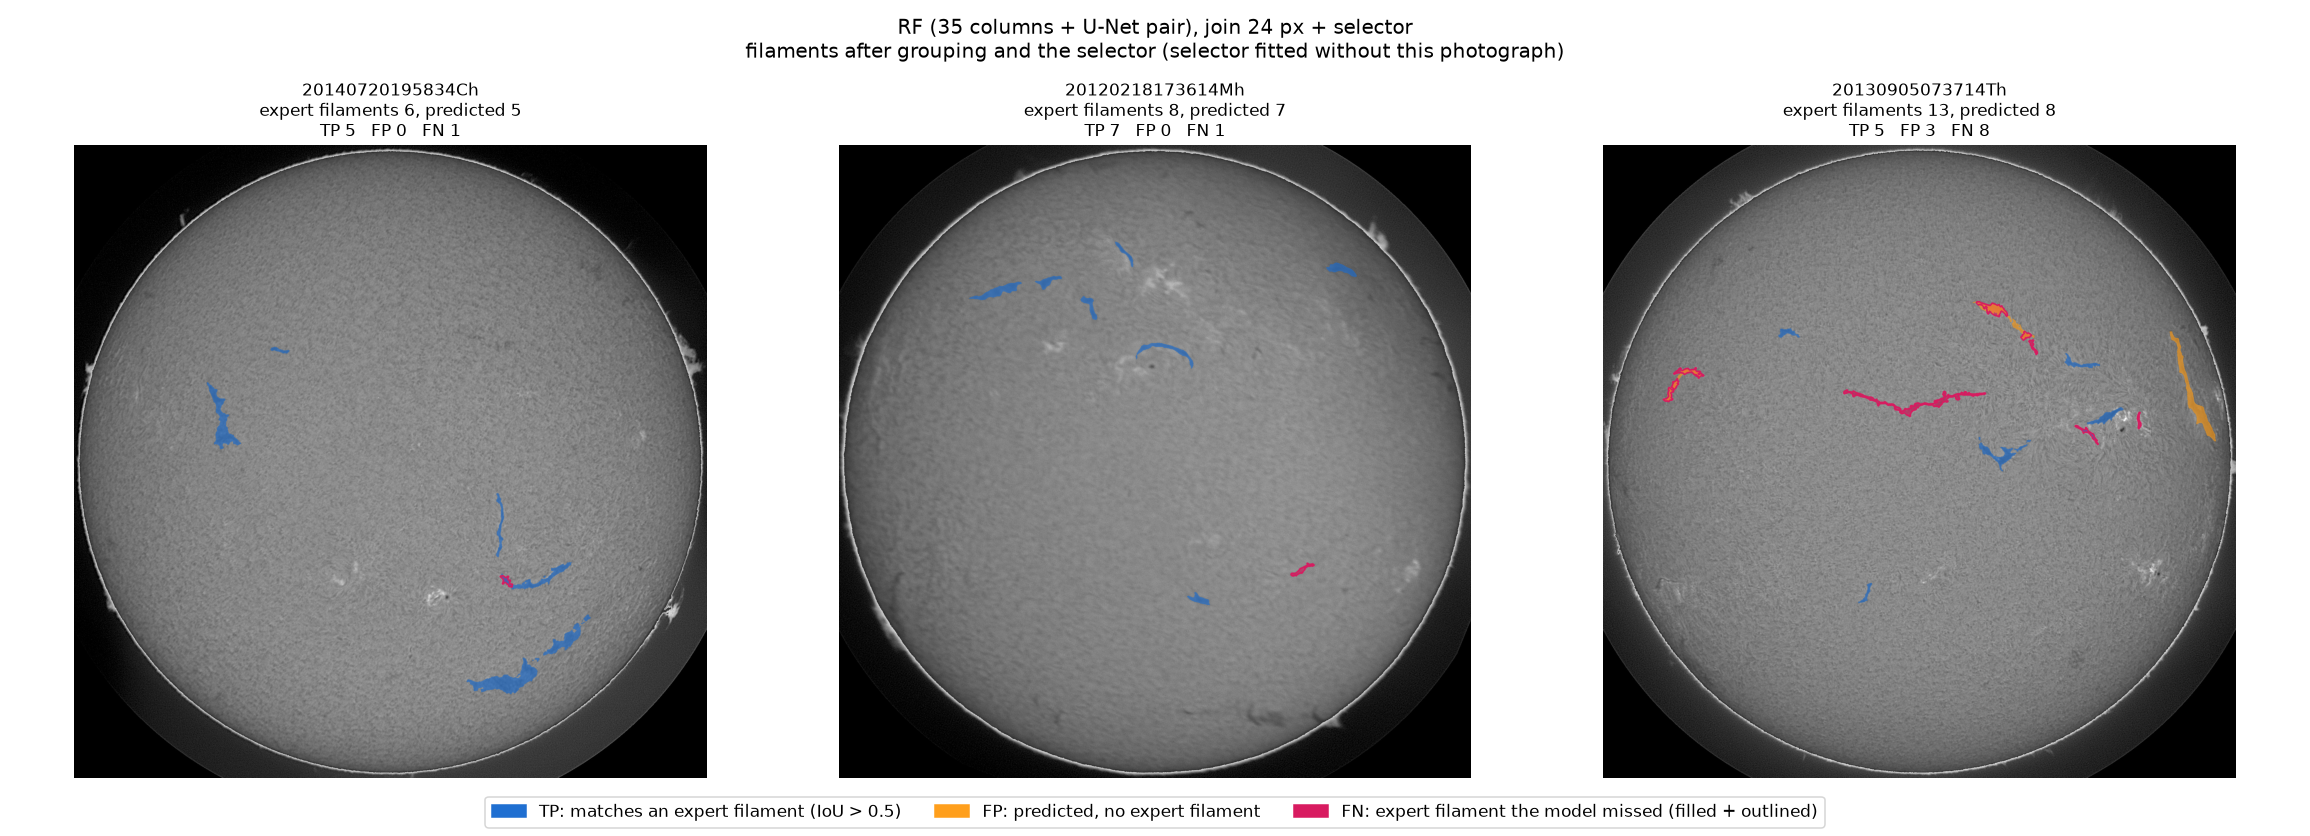 RF (35 columns + U-Net pair), join 24 px + selector
filaments after grouping and the selector (selector fitted without this photograph)
20140720195834Ch
expert filaments 6, predicted 5
TP 5   FP 0   FN 1
20120218173614Mh
expert filaments 8, predicted 7
TP 7   FP 0   FN 1
20130905073714Th
expert filaments 13, predicted 8
TP 5   FP 3   FN 8
TP: matches an expert filament (IoU > 0.5)
FP: predicted, no expert filament
FN: expert filament the model missed (filled + outlined)